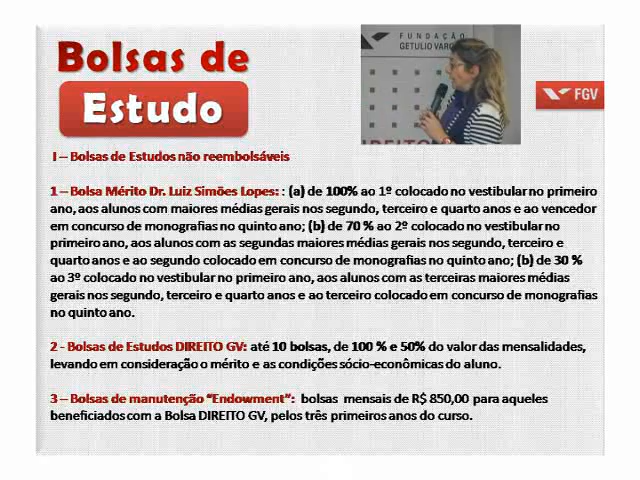 Bolsas de
Estudo
FUNDAÇÃO
GETULIO VARG
FGV
I – Bolsas de Estudos não reembolsáveis
1 – Bolsa Mérito Dr. Luiz Simões Lopes: : (a) de 100% ao 1º colocado no vestibular no primeiro
ano, aos alunos com maiores médias gerais nos segundo, terceiro e quarto anos e ao vencedor
em concurso de monografias no quinto ano; (b) de 70 % ao 2º colocado no vestibular no
primeiro ano, aos alunos com as segundas maiores médias gerais nos segundo, terceiro e
quarto anos e ao segundo colocado em concurso de monografias no quinto ano; (b) de 30 %
ao 3º colocado no vestibular no primeiro ano, aos alunos com as terceiras maiores médias
gerais nos segundo, terceiro e quarto anos e ao terceiro colocado em concurso de monografias
no quinto ano.
2 - Bolsas de Estudos DIREITO GV: até 10 bolsas, de 100 % e 50% do valor das mensalidades,
levando em consideração o mérito e as condições sócio-econômicas do aluno.
3 – Bolsas de manutenção “Endowment”: bolsas mensais de R$ 850,00 para aqueles
beneficiados com a Bolsa DIREITO GV, pelos três primeiros anos do curso.